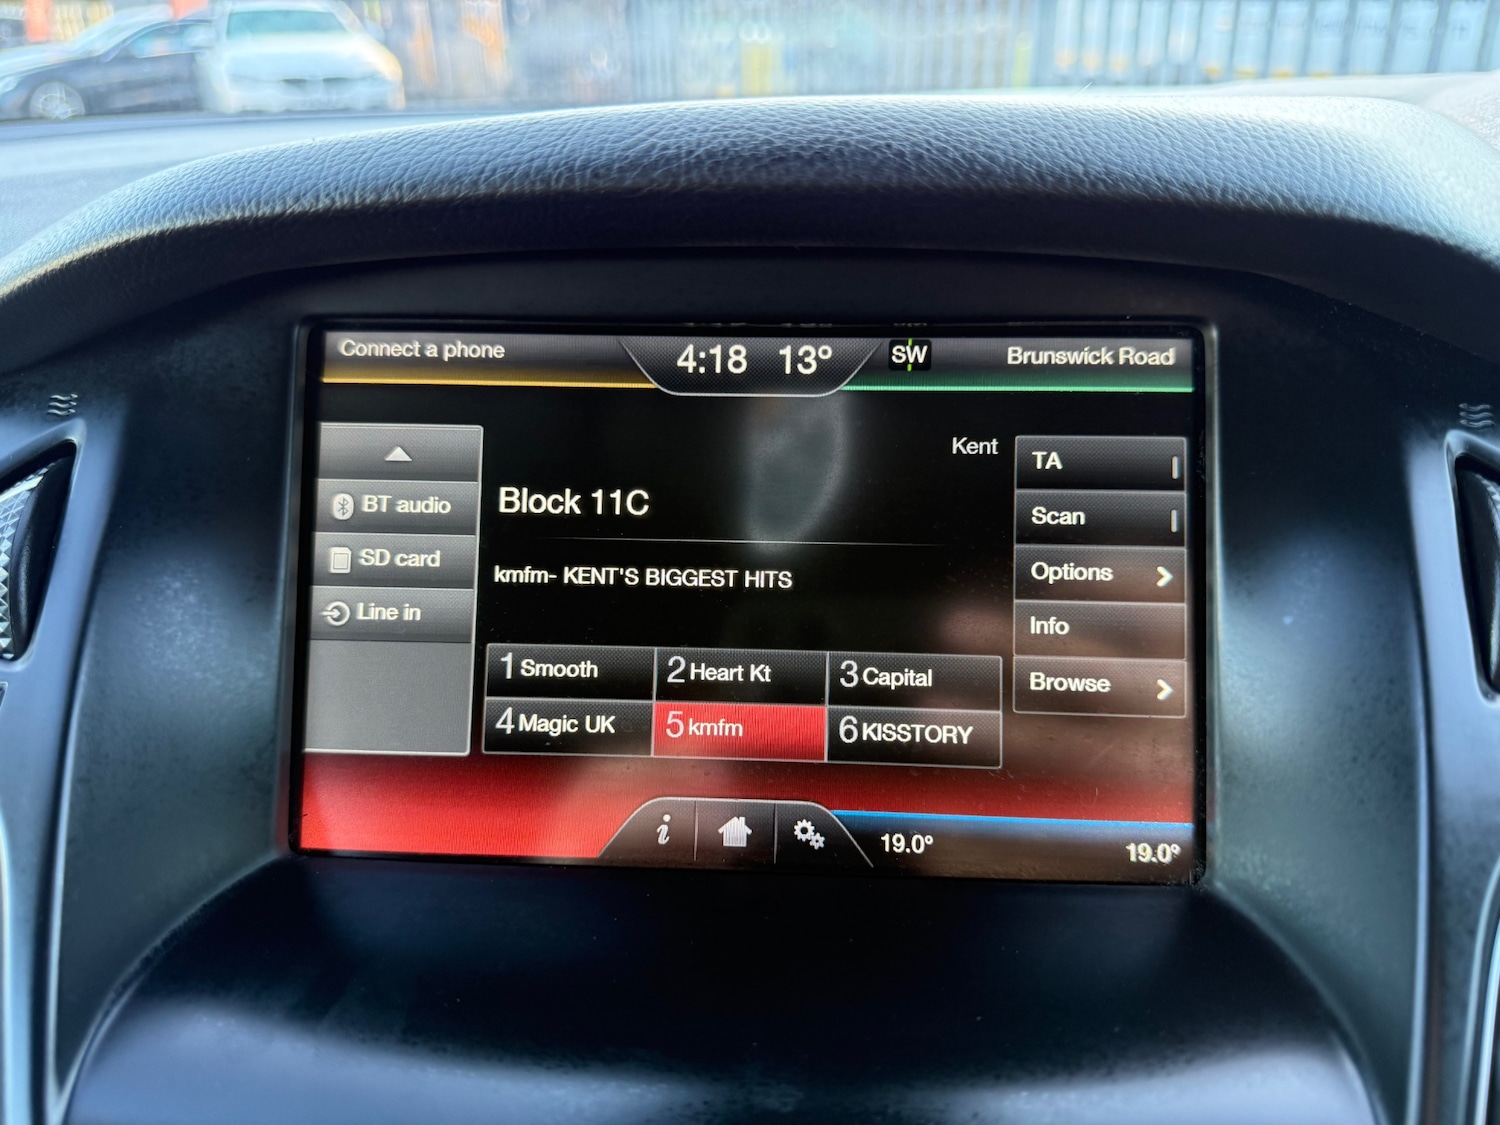 Connect a phone
4:18 13°
SW
Brunswick Road
Kent
BT audio
SD card
Line in
Block 11C
kmfm- KENT'S BIGGEST HITS
1 Smooth
2 Heart Kt
3 Capital
4 Magic UK
5 kmfm
6 KISSTORY
TA
Scan
Options
Info
Browse
i
19.0°
19.0°